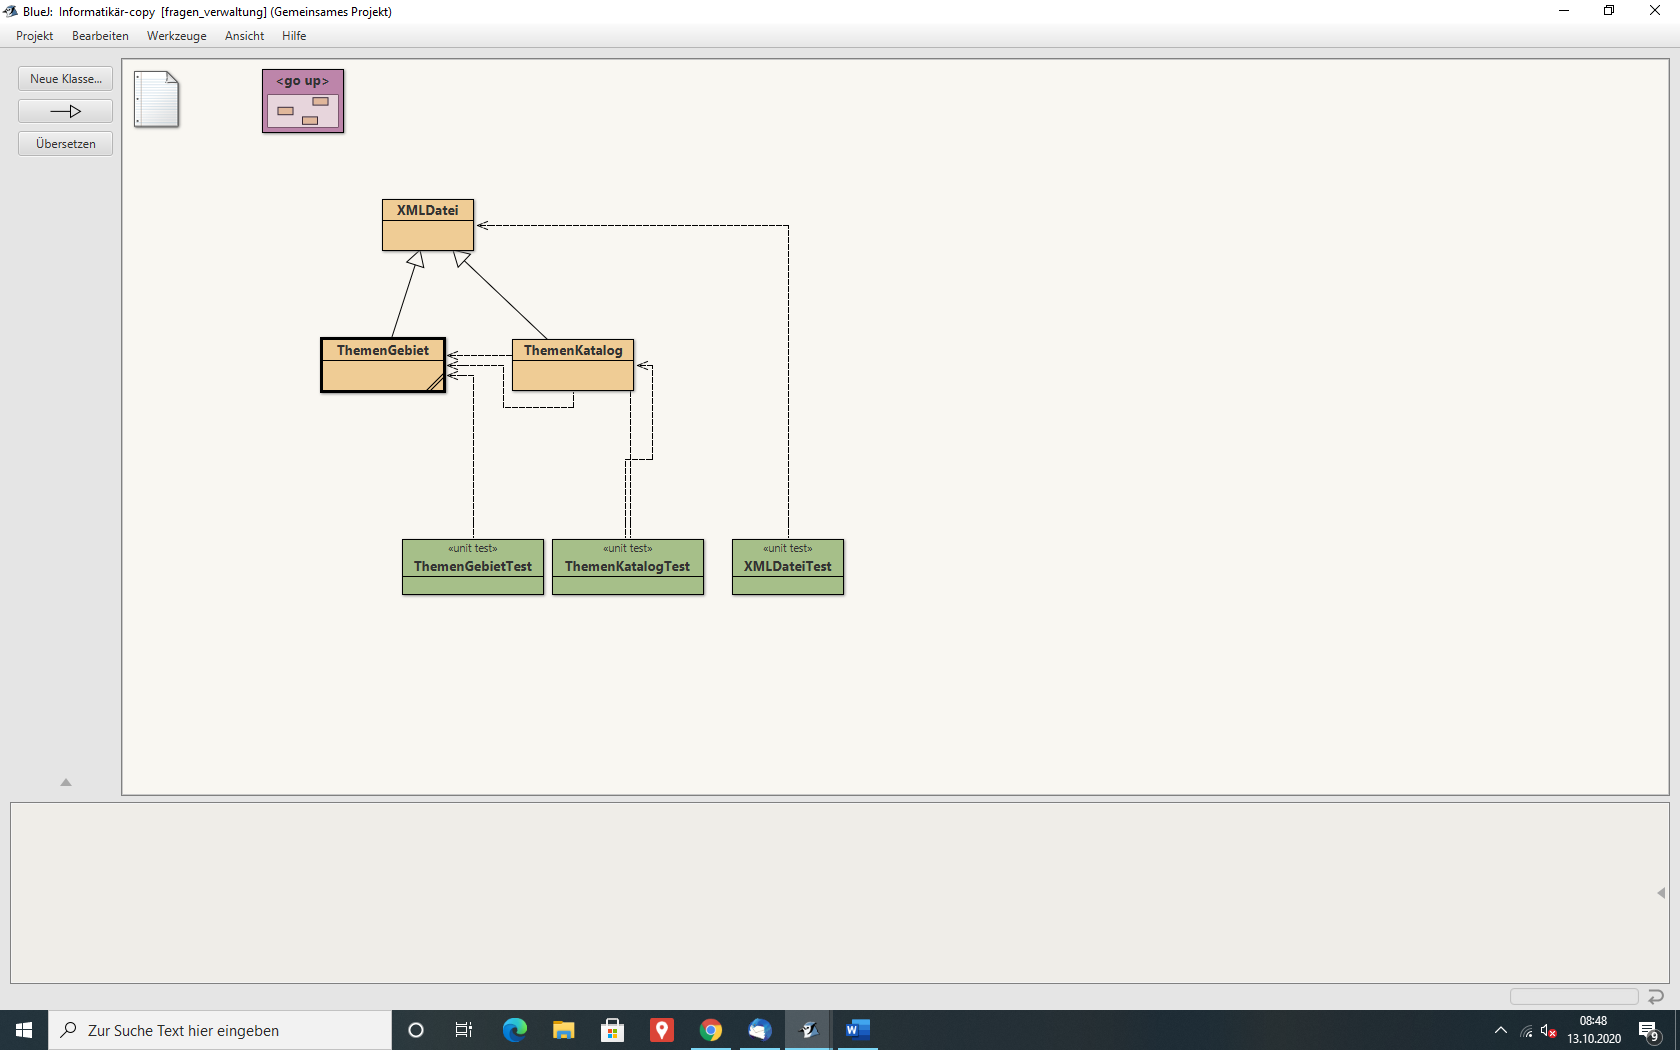 BlueJ: Informatikär-copy [fragen_verwaltung] (Gemeinsames Projekt)
Projekt Bearbeiten Werkzeuge Ansicht Hilfe
Neue Klasse...
Übersetzen
<go up>
XMLDatei
ThemenGebiet
ThemenKatalog
«unit test»
ThemenGebietTest
«unit test»
ThemenKatalogTest
«unit test»
XMLDateiTest
Zur Suche Text hier eingeben
W
08:48
13.10.2020
9